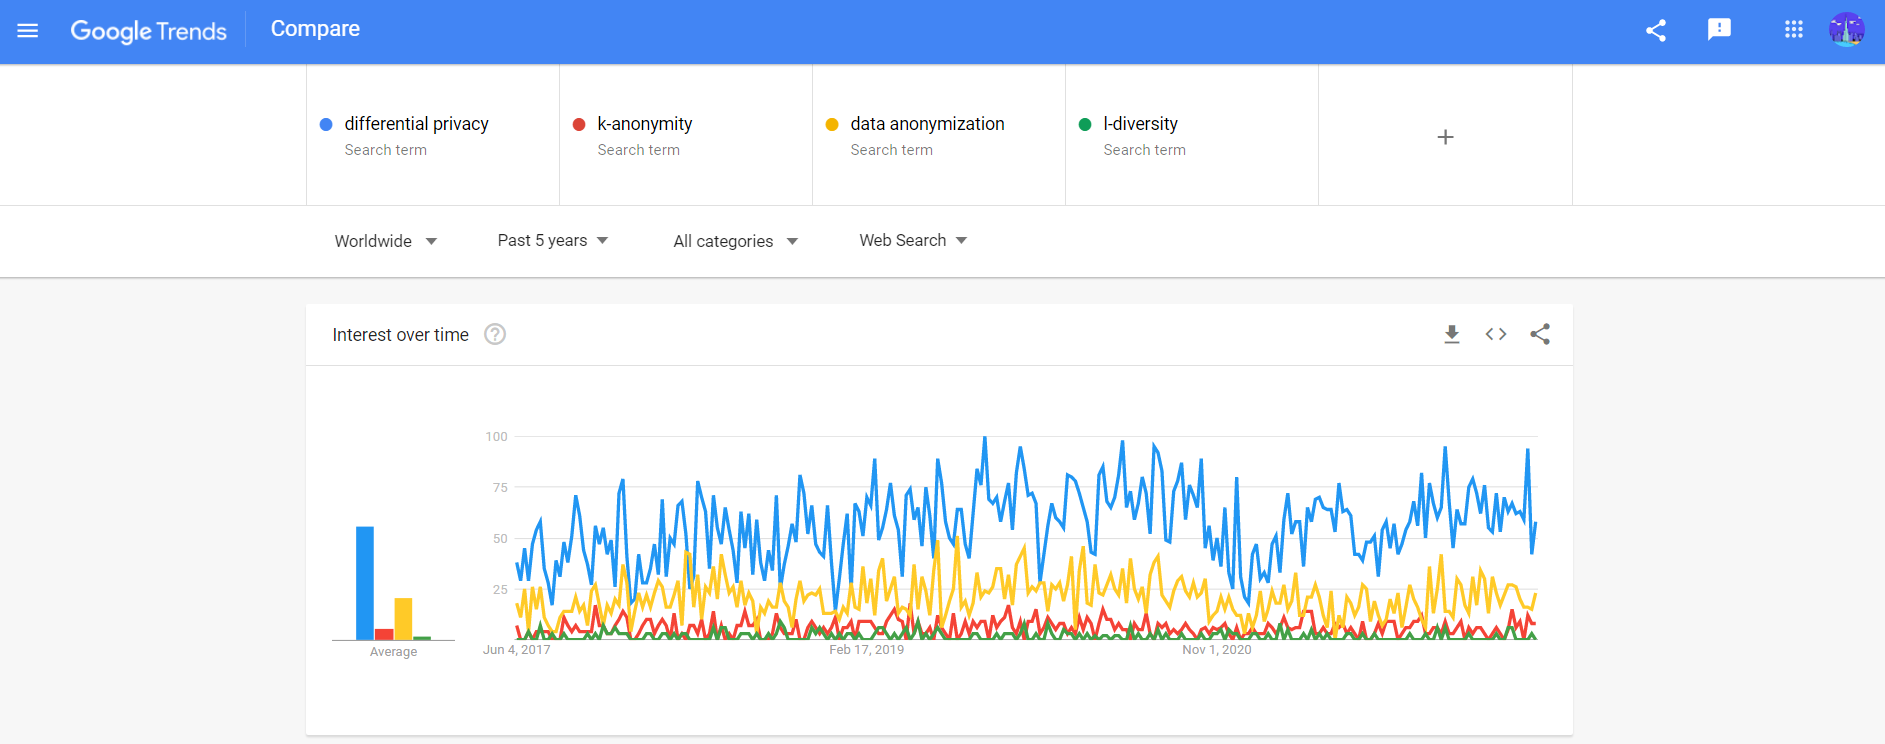 Google Trends Compare
differential privacy
Search term
k-anonymity
Search term
data anonymization
Search term
l-diversity
Search term
+
Worldwide Past 5 years All categories Web Search
Interest over time ?
100
75
50
25
Average
Jun 4, 2017 Feb 17, 2019 Nov 1, 2020